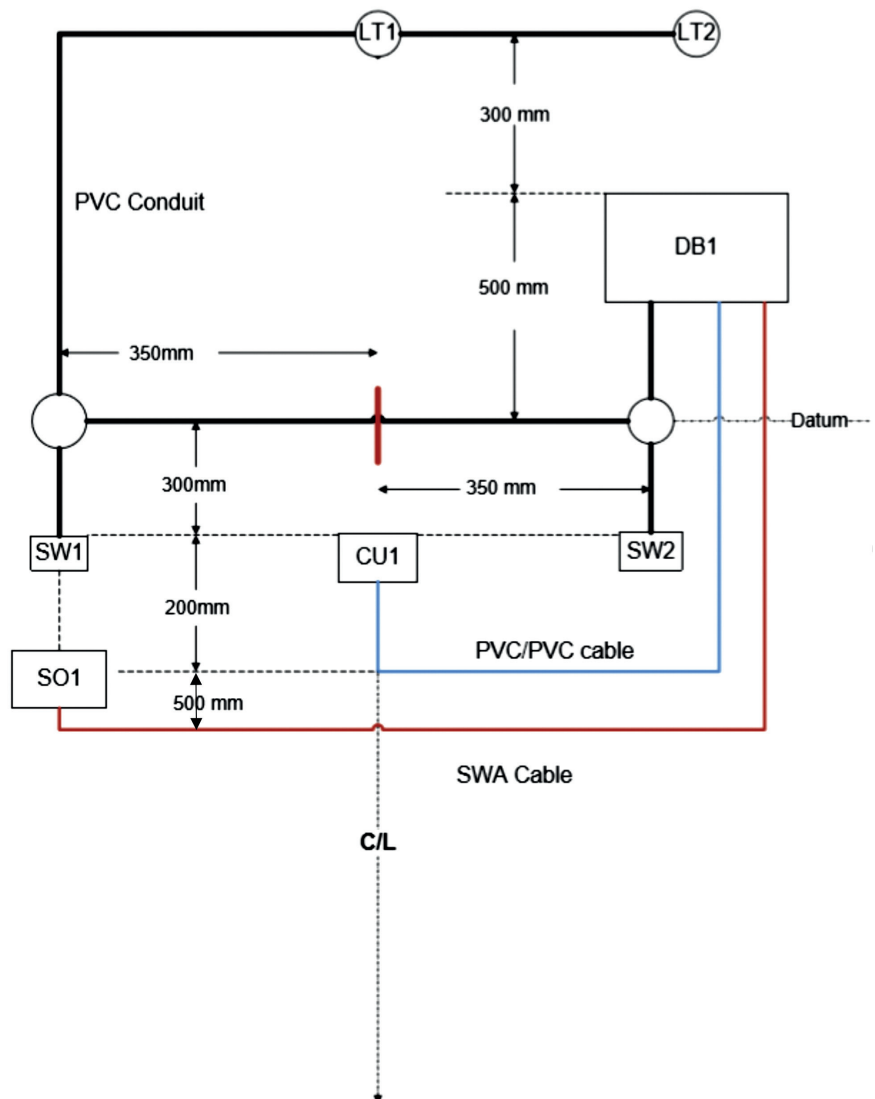 LT1
LT2
300 mm
PVC Conduit
DB1
500 mm
350mm
Datum
300mm
350 mm
SW1
CU1
SW2
200mm
PVC/PVC cable
SO1
500 mm
SWA Cable
C/L